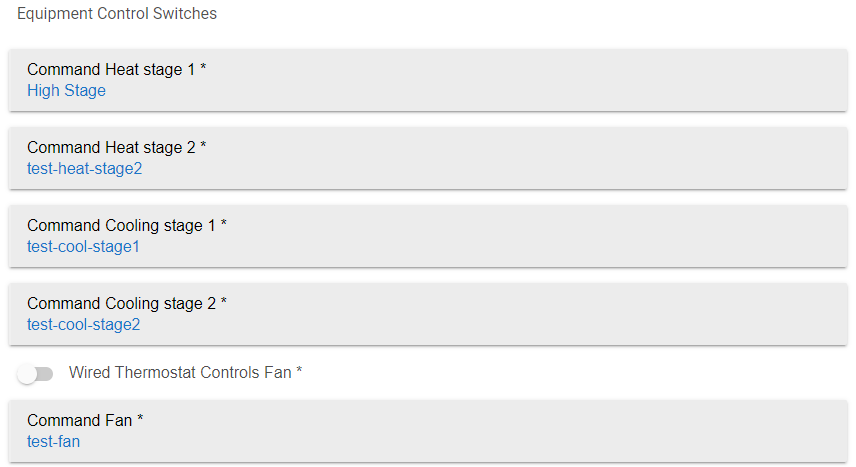 Equipment Control Switches
Command Heat stage 1 *
High Stage
Command Heat stage 2 *
test-heat-stage2
Command Cooling stage 1 *
test-cool-stage1
Command Cooling stage 2 *
test-cool-stage2
Wired Thermostat Controls Fan *
Command Fan *
test-fan